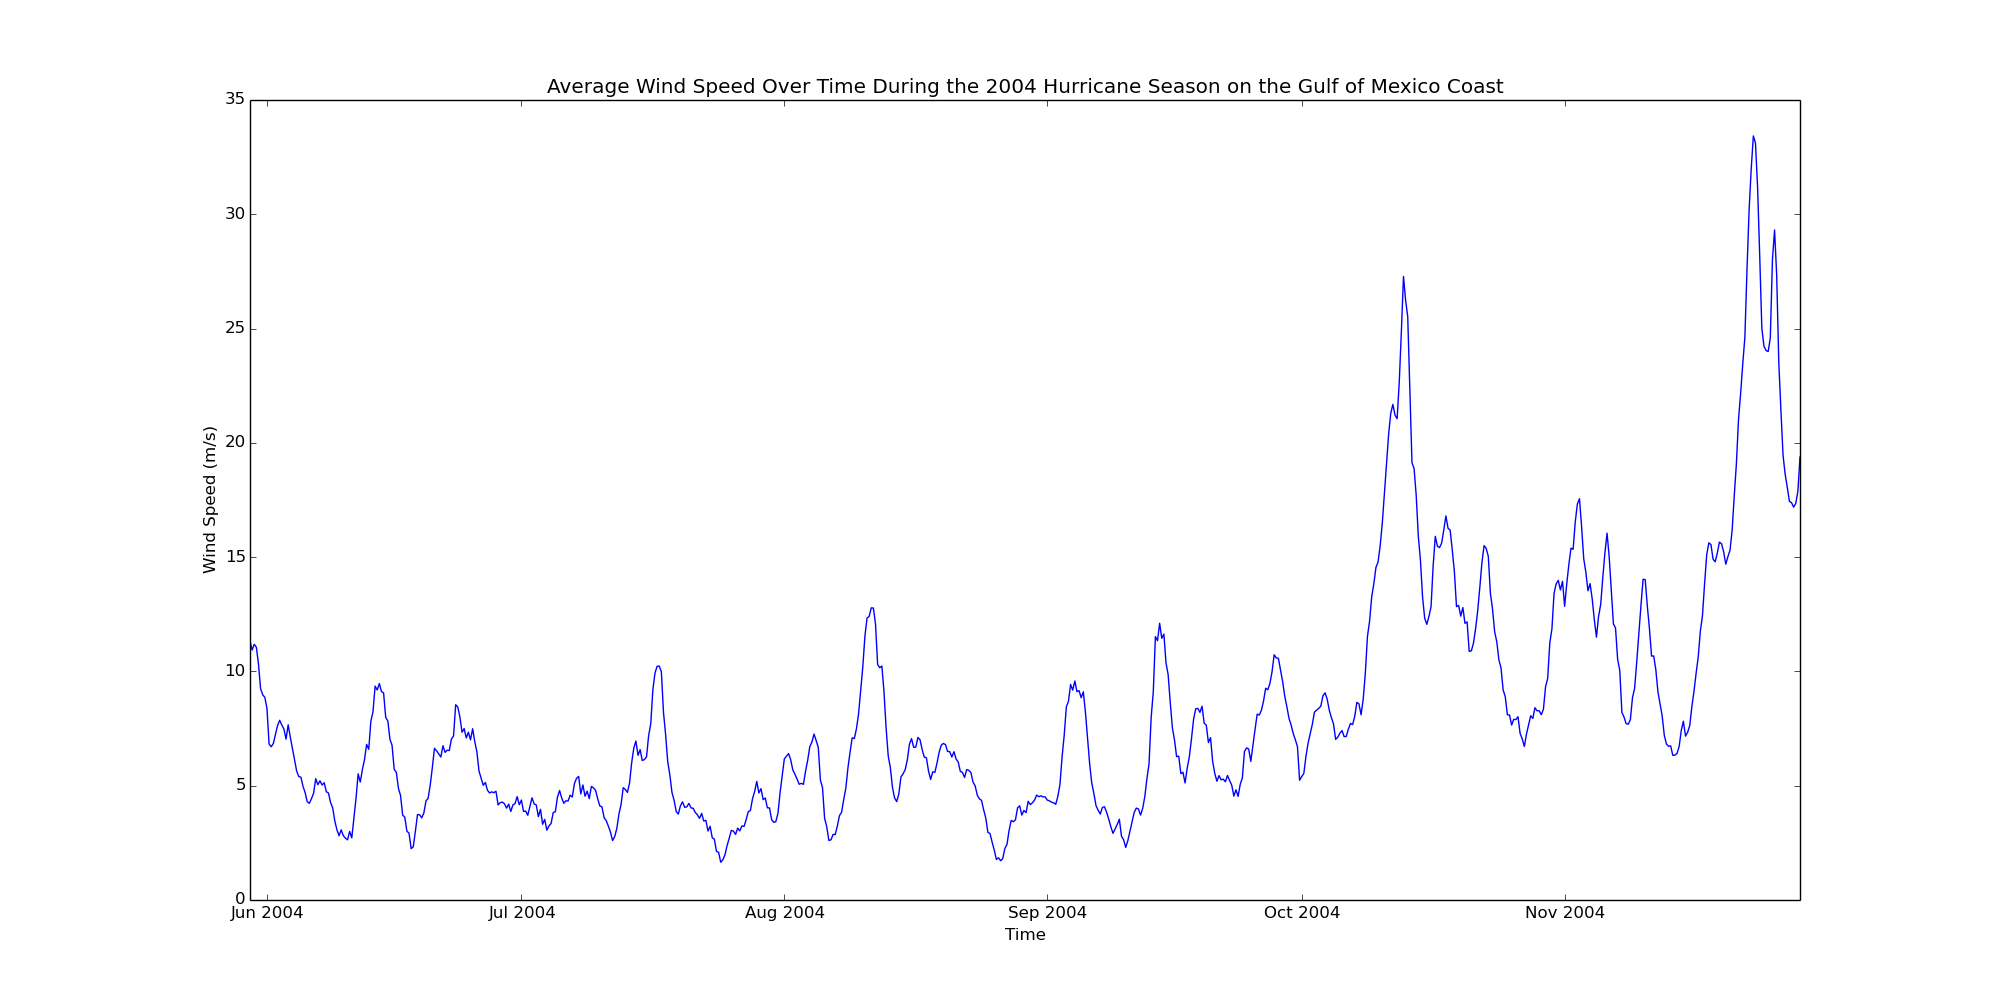 Average Wind Speed Over Time During the 2004 Hurricane Season on the Gulf of Mexico Coast
35
30
25
20
15
10
5
0
Wind Speed (m/s)
Jun 2004 Jul 2004 Aug 2004 Sep 2004 Oct 2004 Nov 2004
Time